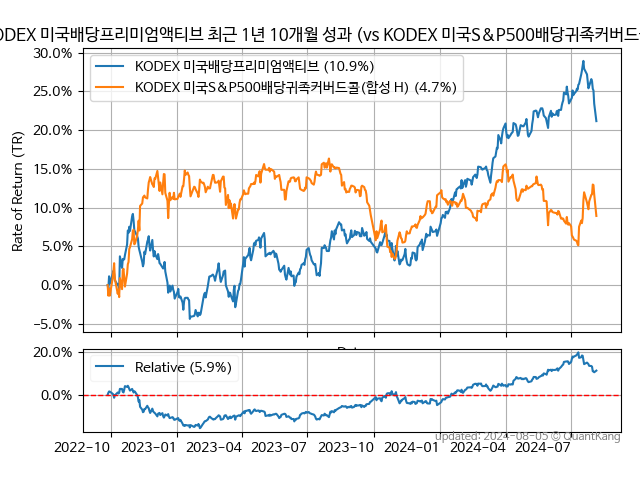 ODEX 미국배당프리미엄액티브 최근 1년 10개월 성과 (vs KODEX 미국S&P500배당귀족커버드
KODEX 미국배당프리미엄액티브 (10.9%)
KODEX 미국S&P500배당귀족커버드콜(합성 H) (4.7%)
Rate of Return (TR)
30.0%
25.0%
20.0%
15.0%
10.0%
5.0%
0.0%
−5.0%
Relative (5.9%)
20.0%
0.0%
2022-10 2023-01 2023-04 2023-07 2023-10 2024-01 2024-04 2024-07
updated: 2024-08-05 © QuantKang